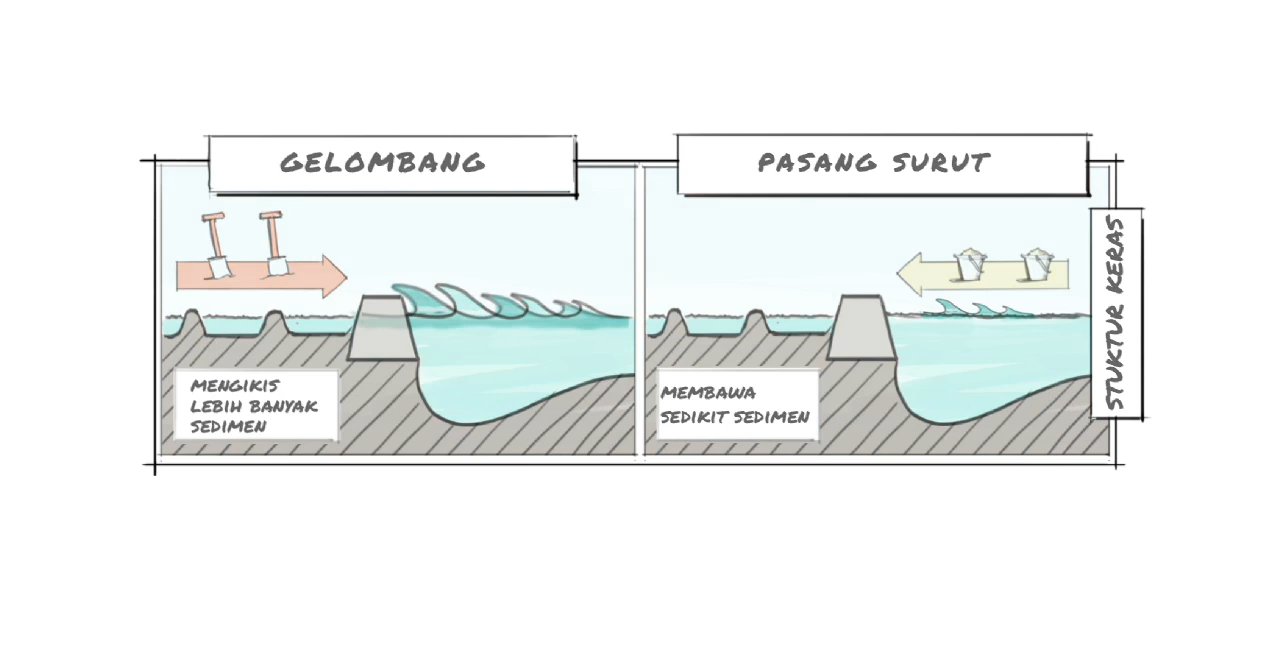 GELOMBANG
PASANG SURUT
STUKTUR KERAS
MENGIKIS
LEBIH BANYAK
SEDIMEN
MEMBAWA
SEDIKIT SEDIMEN